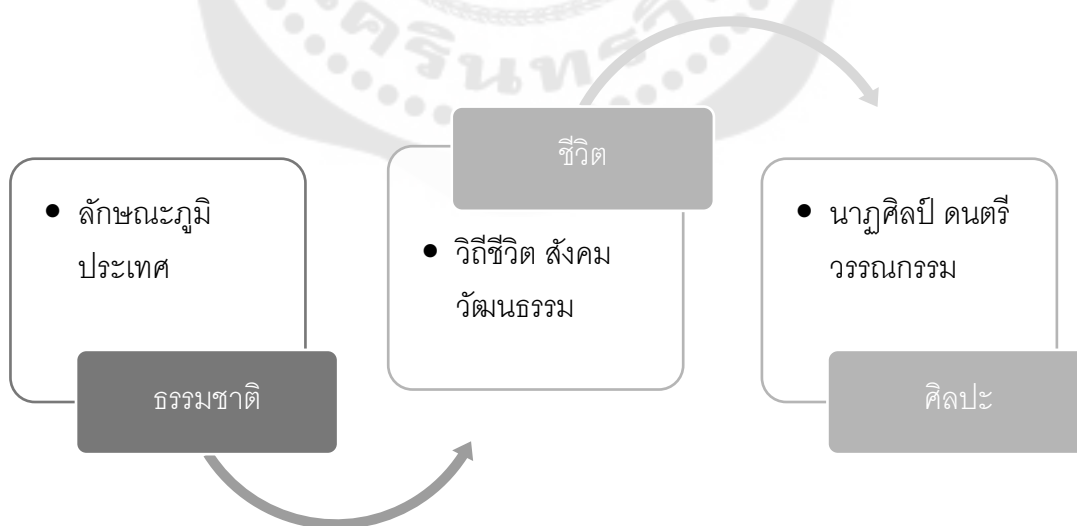 ลักษณะภูมิ
ประเทศ
ธรรมชาติ
ชีวิต
วิถีชีวิต สังคม
วัฒนธรรม
นาฏศิลป์ ดนตรี
วรรณกรรม
ศิลปะ